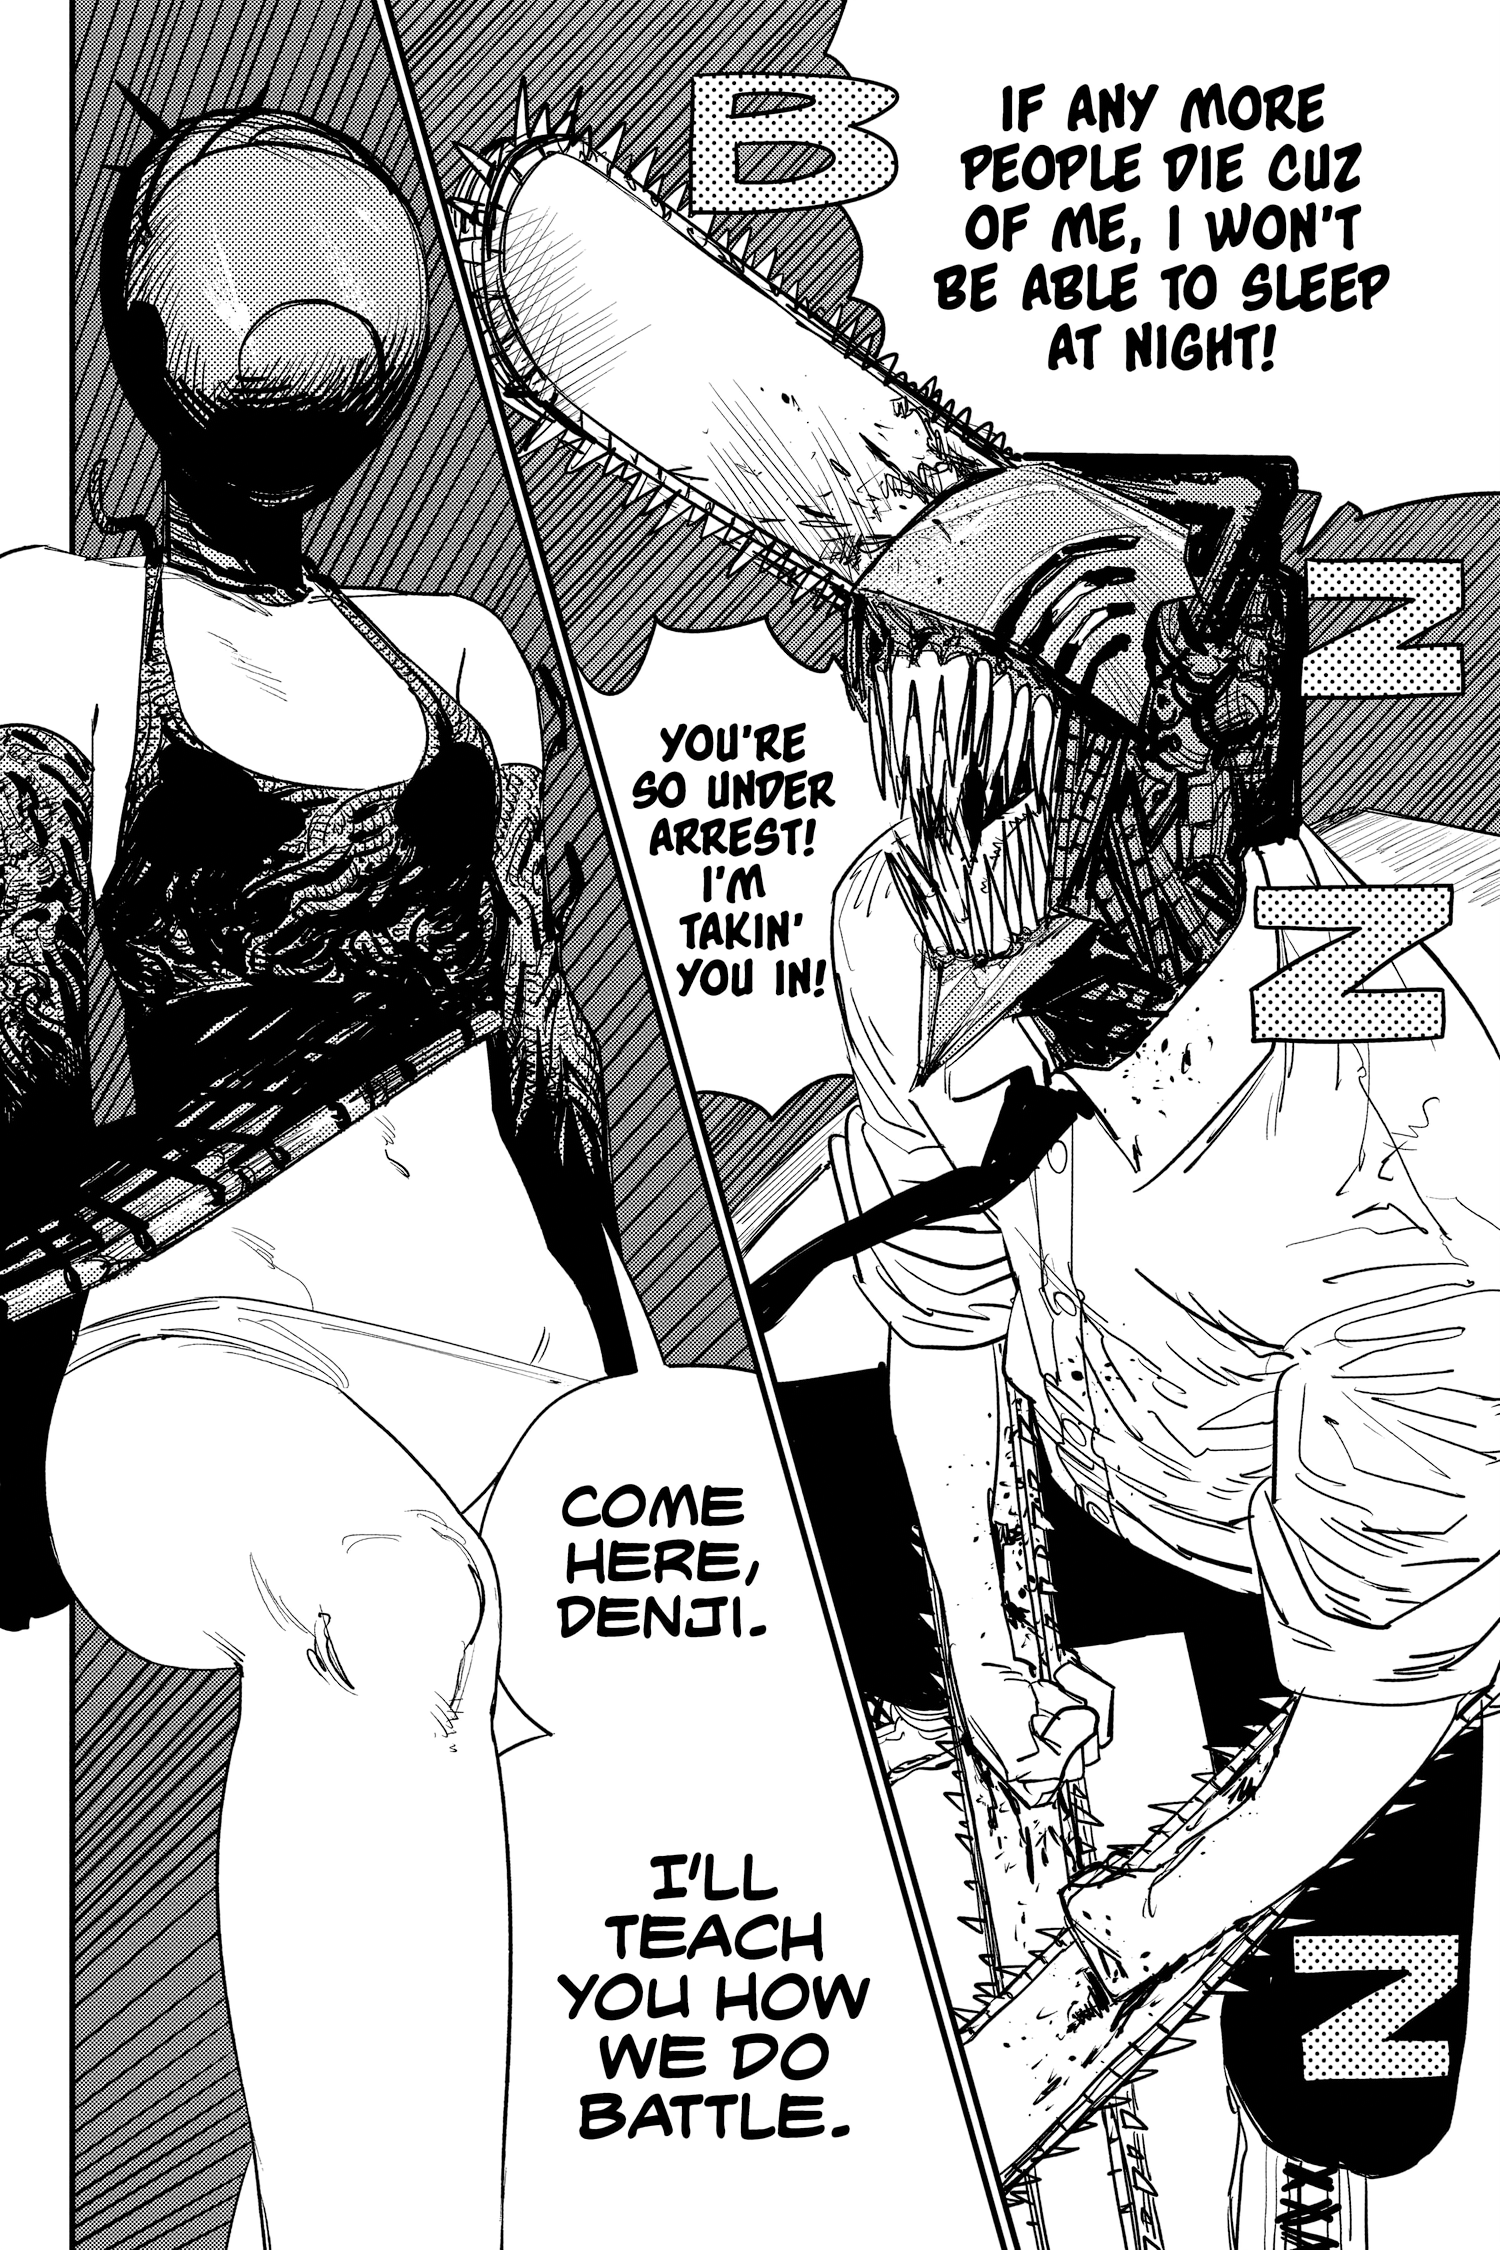 IF ANY MORE
PEOPLE DIE CUZ
OF ME, I WON'T
BE ABLE TO SLEEP
AT NIGHT!
B
N
N
N
YOU'RE
SO UNDER
ARREST!
I'M
TAKIN'
YOU IN!
COME
HERE,
DENJI.
I'LL
TEACH
YOU HOW
WE DO
BATTLE.